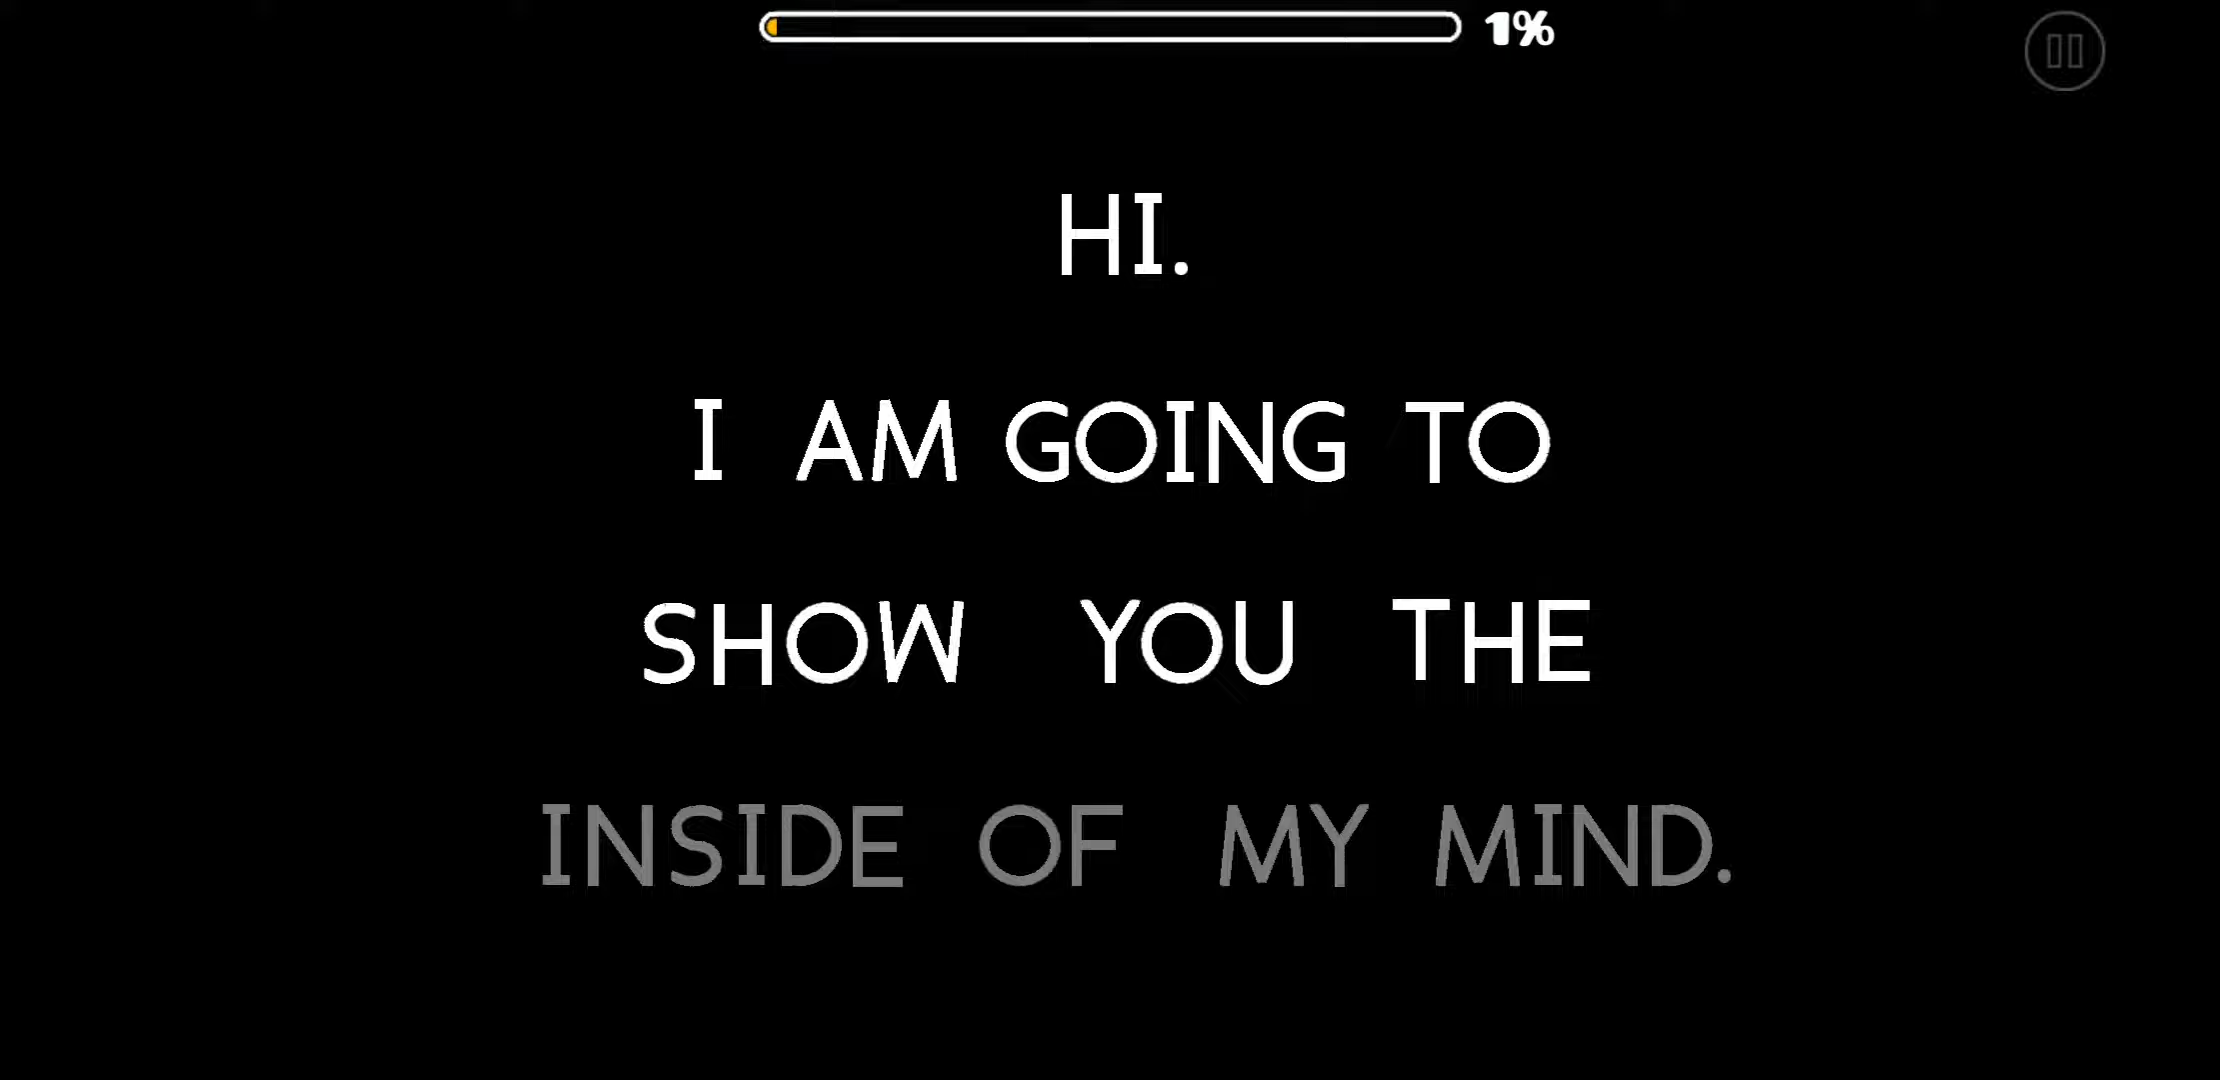 1%
HI.
I AM GOING TO
SHOW YOU THE
INSIDE OF MY MIND.